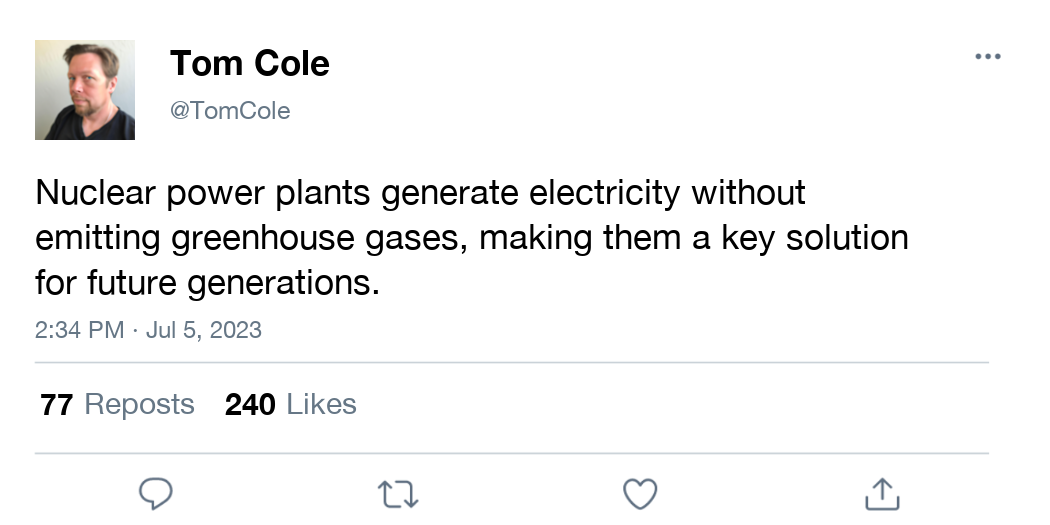 Tom Cole
@TomCole
Nuclear power plants generate electricity without
emitting greenhouse gases, making them a key solution
for future generations.
2:34 PM · Jul 5, 2023
77 Reposts 240 Likes